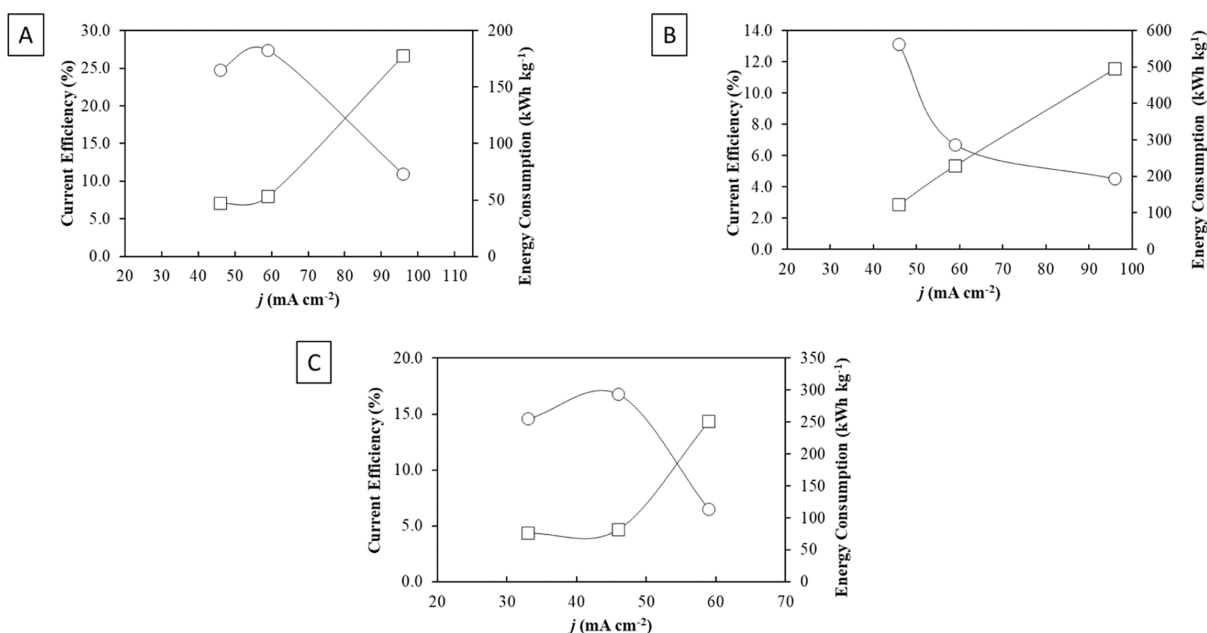 A
Current Efficiency (%)
30.0
25.0
20.0
15.0
10.0
5.0
0.0
200
150
100
50
0
Energy Consumption (kWh kg-1)
20 30 40 50 60 70 80 90 100 110
j (mA cm-2)
B
Current Efficiency (%)
14.0
12.0
10.0
8.0
6.0
4.0
2.0
0.0
600
500
400
300
200
100
0
Energy Consumption (kWh kg1)
20 30 40 50 60 70 80 90 100
j (mA cm-2)
C
Current Efficiency (%)
20.0
15.0
10.0
5.0
0.0
350
300
250
200
150
100
50
0
Energy Consumption (kWh kg-1)
20 30 40 50 60 70
j (mA cm-2)